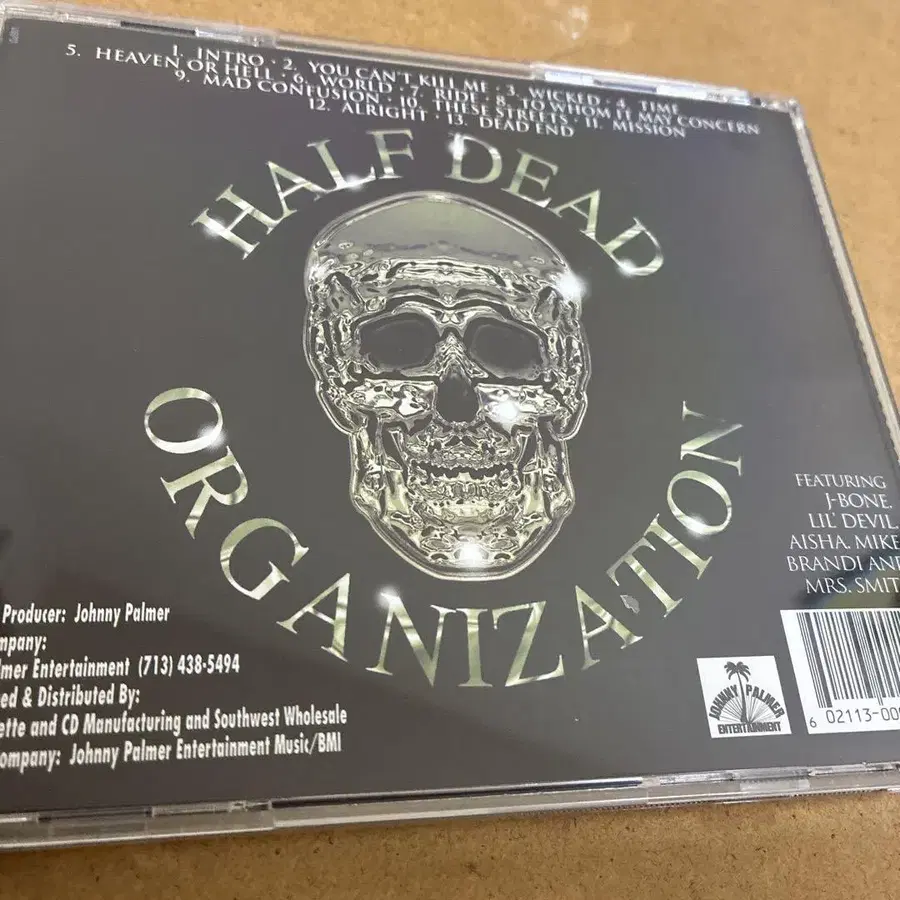 1. INTRO · 2. YOU CAN'T KILL ME · 3. WICKED · 4. TIME
5. HEAVEN OR HELL · 6. WORLD · 7. RIDE · 8. TO WHOM IT MAY CONCERN
9. MAD CONFUSION · 10. THESE STREETS · 11. MISSION
12. ALRIGHT · 13. DEAD END
HALF DEAD
ORGANIZATION
FEATURING
J-BONE,
LIL' DEVIL,
AISHA, MIKE,
BRANDI AND
MRS. SMIT
Producer: Johnny Palmer
mpany:
lmer Entertainment (713) 438-5494
ed & Distributed By:
ette and CD Manufacturing and Southwest Wholesale
ompany: Johnny Palmer Entertainment Music/BMI
JOHNNY PALMER
ENTERTAINMENT
6 02113-00